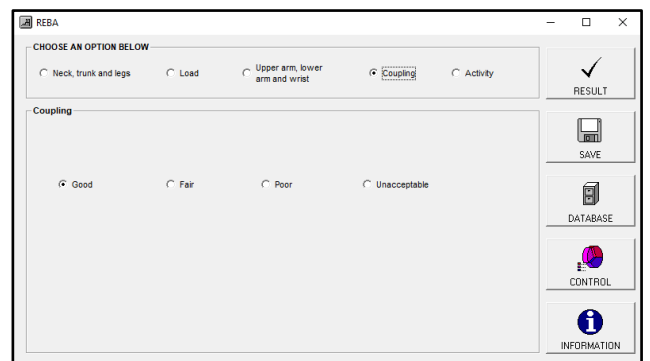 REBA
CHOOSE AN OPTION BELOW
Neck, trunk and legs
Load
Upper arm, lower
arm and wrist
Coupling
Activity
RESULT
Coupling
SAVE
Good
Fair
Poor
Unacceptable
DATABASE
CONTROL
INFORMATION